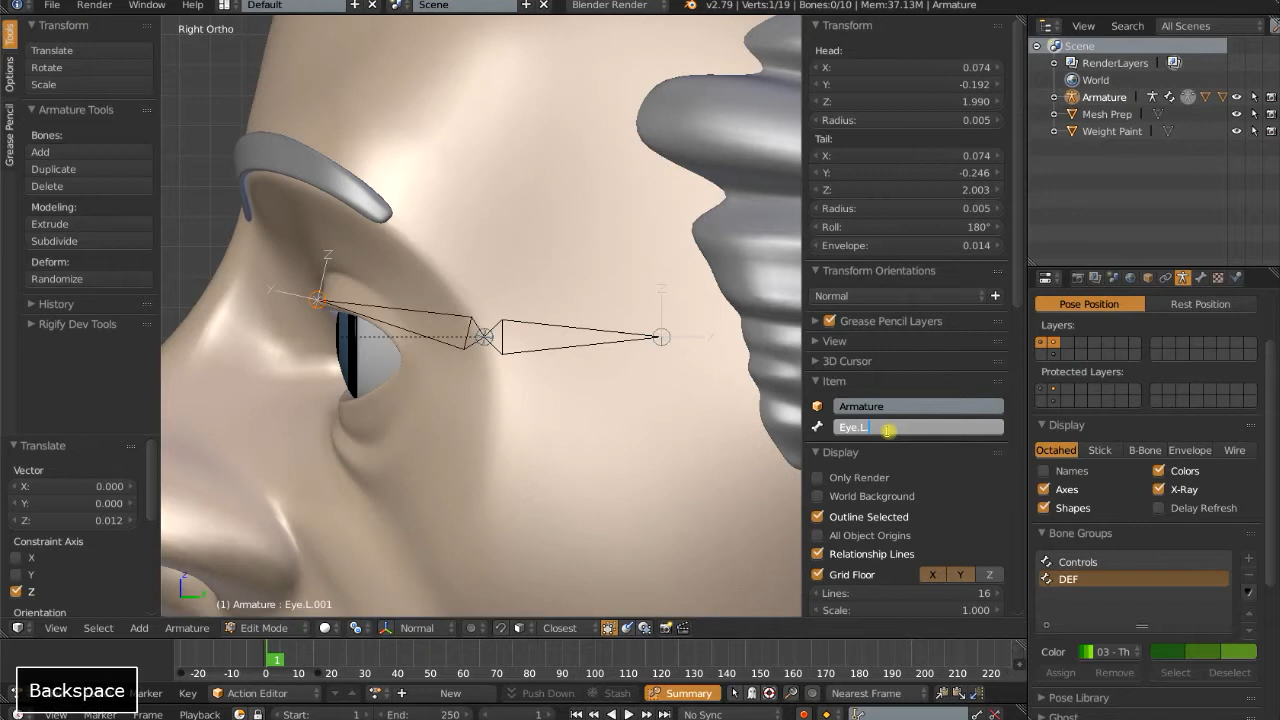 File Render Window Help Default Scene Blender Render v2.79 | Verts:1/19 | Bones:0/10 | Mem:37.13M | Armature
Tools
Options
Grease Pencil
Transform
Translate
Rotate
Scale
Armature Tools
Bones:
Add
Duplicate
Delete
Modeling:
Extrude
Subdivide
Deform:
Randomize
History
Rigify Dev Tools
Translate
Vector
X: 0.000
Y: 0.000
Z: 0.012
Constraint Axis
X
Y
Z
Orientation
Right Ortho
Z
Y
Z
Y
(1) Armature : Eye.L.001
View Select Add Armature Edit Mode Normal Closest
Transform
Head:
X: 0.074
Y: -0.192
Z: 1.990
Radius: 0.005
Tail:
X: 0.074
Y: -0.246
Z: 2.003
Radius: 0.005
Roll: 180°
Envelope: 0.014
Transform Orientations
Normal
Grease Pencil Layers
View
3D Cursor
Item
Armature
Eye.L.
Display
Only Render
World Background
Outline Selected
All Object Origins
Relationship Lines
Grid Floor X Y Z
Lines: 16
Scale: 1.000
View Search All Scenes
Scene
RenderLayers
World
Armature
Mesh Prep
Weight Paint
Pose Position Rest Position
Layers:
Protected Layers:
Display
Octahed Stick B-Bone Envelope Wire
Names Colors
Axes X-Ray
Shapes Delay Refresh
Bone Groups
Controls
DEF
Color 03 - Th
Assign Remove Select Deselect
Pose Library
Ghost
-20 -10 0 10 20 30 40 50 60 70 80 90 100 110 120 130 140 150 160 170 180 190 200 210 220
1
Backspace
Marker Key Action Editor New Push Down Stash Summary Nearest Frame
View Marker Frame Playback Start: 1 End: 250 1 No Sync